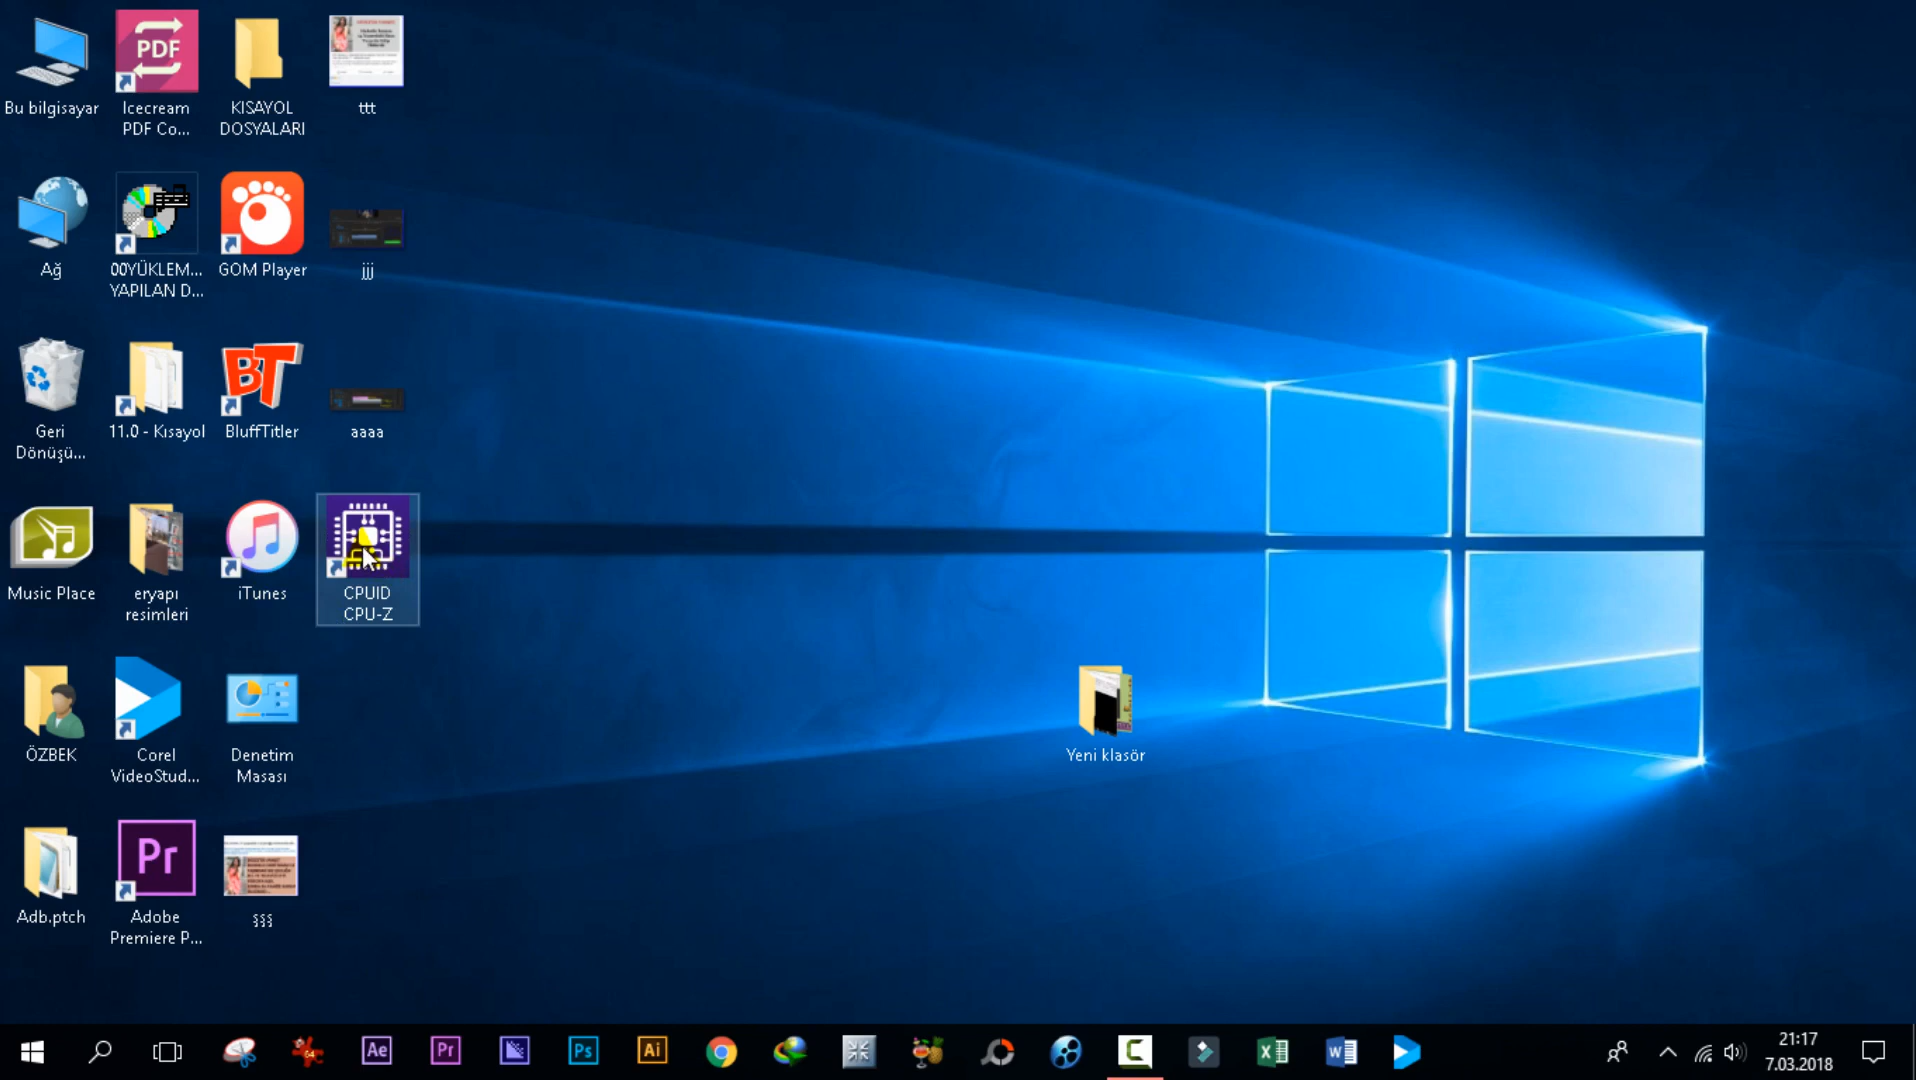 Bu bilgisayar
PDF
Icecream
PDF Co...
KISAYOL
DOSYALARI
ttt
Ağ
00YÜKLEM...
YAPILAN D...
GOM Player
jjj
Geri
Dönüşü...
11.0 - Kısayol
BT
BluffTitler
aaaa
Music Place
eryapı
resimleri
iTunes
CPUID
CPU-Z
ÖZBEK
Corel
VideoStud...
Denetim
Masası
Yeni klasör
Adb.ptch
Pr
Adobe
Premiere P...
şşş
64
Ae
Pr
Ps
Ai
C
X
W
21:17
7.03.2018